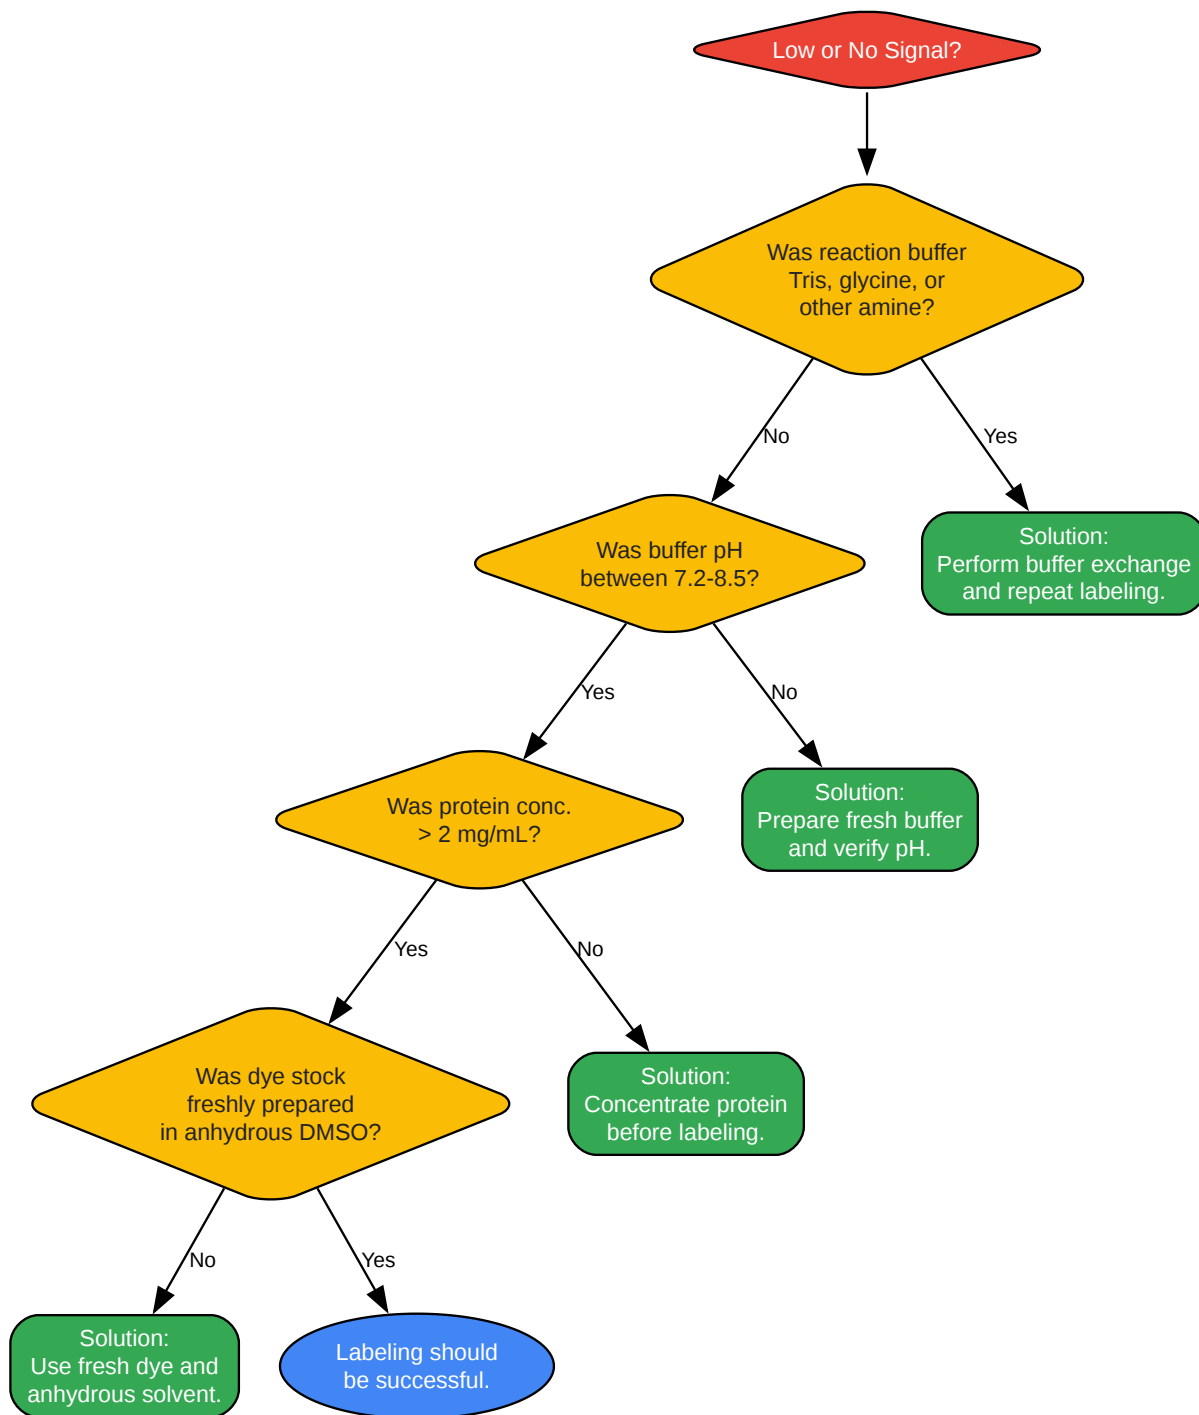 Low or No Signal?
Was reaction buffer
Tris, glycine, or
other amine?
No
Yes
Was buffer pH
between 7.2-8.5?
Solution:
Perform buffer exchange
and repeat labeling.
Yes
No
Was protein conc.
> 2 mg/mL?
Solution:
Prepare fresh buffer
and verify pH.
Yes
No
Was dye stock
freshly prepared
in anhydrous DMSO?
Solution:
Concentrate protein
before labeling.
No
Yes
Solution:
Use fresh dye and
anhydrous solvent.
Labeling should
be successful.